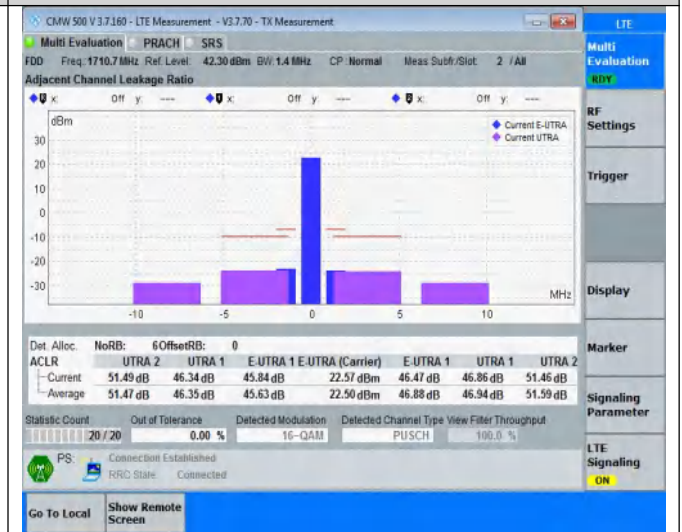 CMW 500 V 3.7.160 - LTE Measurement - V3.7.70 - TX Measurement
LTE
Multi Evaluation PRACH SRS
Multi Evaluation
RDY
FDD Freq.: 1710.7 MHz Ref. Level: 42.30 dBm BW: 1.4 MHz CP: Normal Meas Subfr./Slot: 2 / All
Adjacent Channel Leakage Ratio
x: Off y: --- x: Off y: --- x: Off y: ---
RF Settings
dBm
Current E-UTRA
Current UTRA
30
20
Trigger
10
0
-10
-20
-30
MHz
Display
-10 -5 0 5 10
Marker
Det. Alloc. NoRB: 6 OffsetRB: 0
ACLR UTRA 2 UTRA 1 E-UTRA 1 E-UTRA (Carrier) E-UTRA 1 UTRA 1 UTRA 2
Current 51.49 dB 46.34 dB 45.84 dB 22.57 dBm 46.47 dB 46.86 dB 51.46 dB
Average 51.47 dB 46.35 dB 45.63 dB 22.50 dBm 46.88 dB 46.94 dB 51.59 dB
Signaling Parameter
Statistic Count Out of Tolerance Detected Modulation Detected Channel Type View Filter Throughput
20 / 20 0.00 % 16-QAM PUSCH 100.0 %
PS: Connection Established
RRC State Connected
LTE Signaling
ON
Go To Local
Show Remote Screen